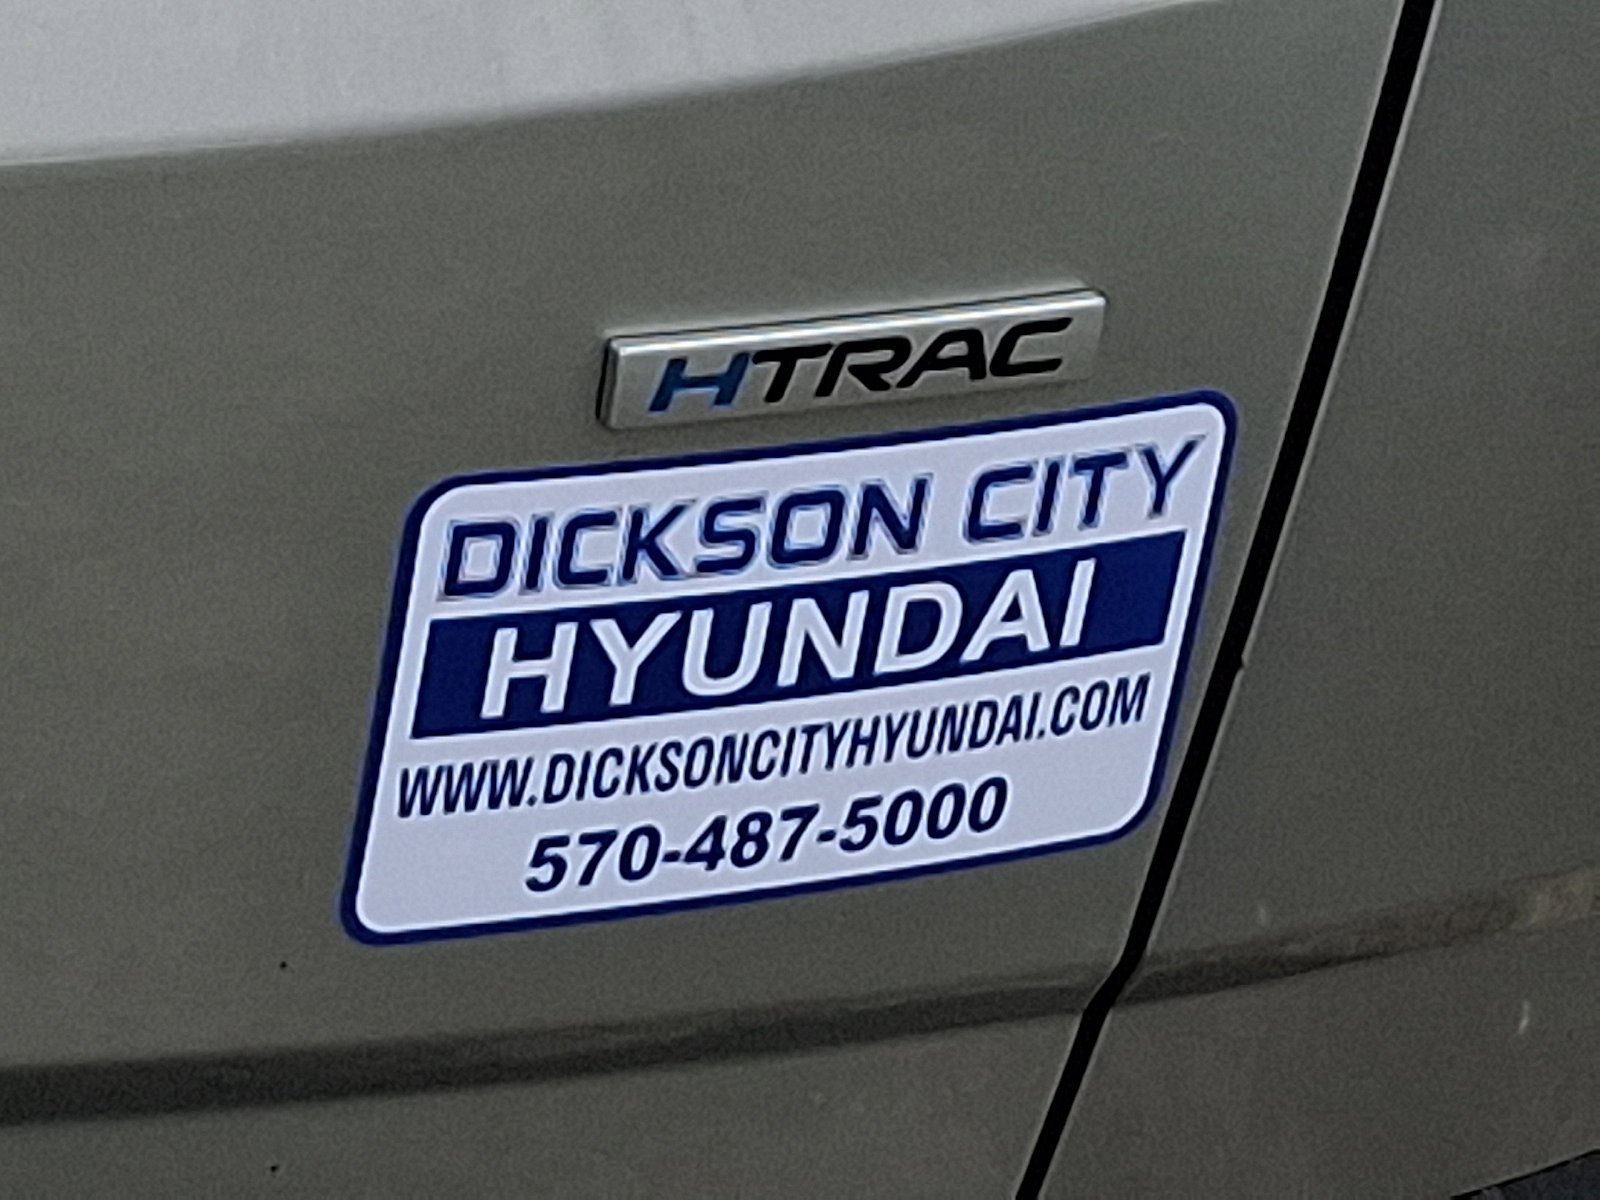 HTRAC
DICKSON CITY
HYUNDAI
WWW.DICKSONCITYHYUNDAI.COM
570-487-5000